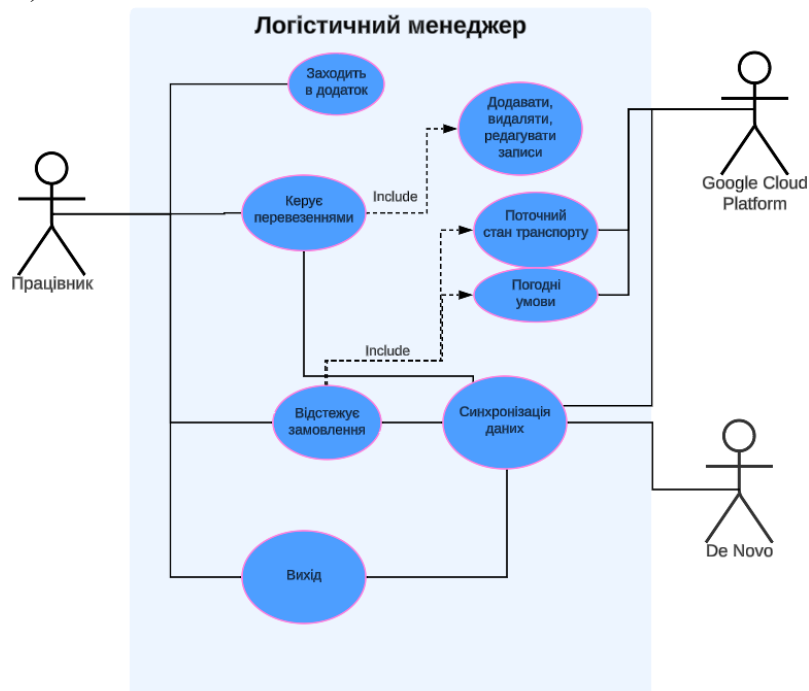 Логістичний менеджер
Заходить
в додаток
Додавати,
видаляти,
редагувати
записи
Google Cloud
Platform
Керує
перевезеннями
Include
Поточний
стан транспорту
Працівник
Погодні
умови
Include
Відстежує
замовлення
Синхронізація
даних
De Novo
Вихід